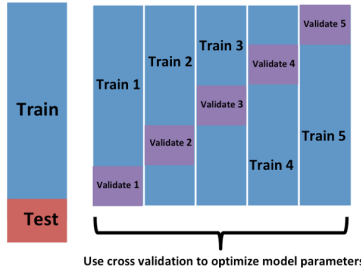 Train
Test
Train 1
Validate 1
Train 2
Validate 2
Train 3
Validate 3
Validate 4
Train 4
Validate 5
Train 5
Use cross validation to optimize model parameters